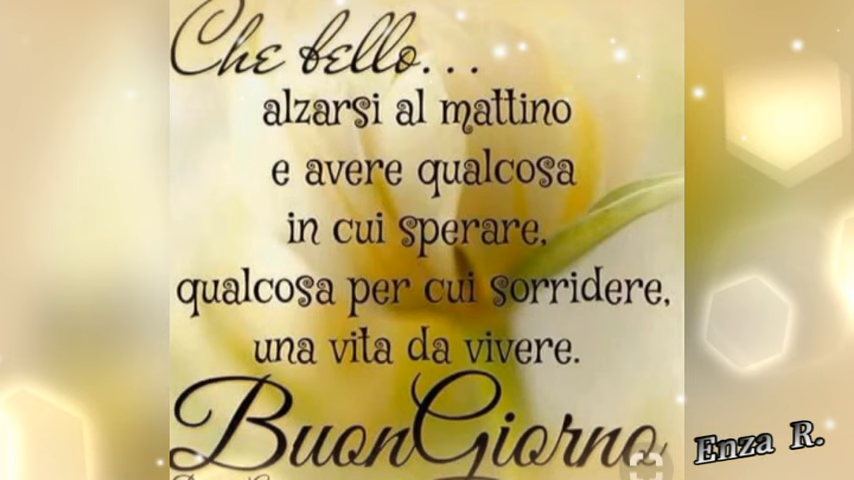 Che bello...
alzarsi al mattino
e avere qualcosa
in cui sperare,
qualcosa per cui sorridere,
una vita da vivere.
BuonGiorno
Enza R.